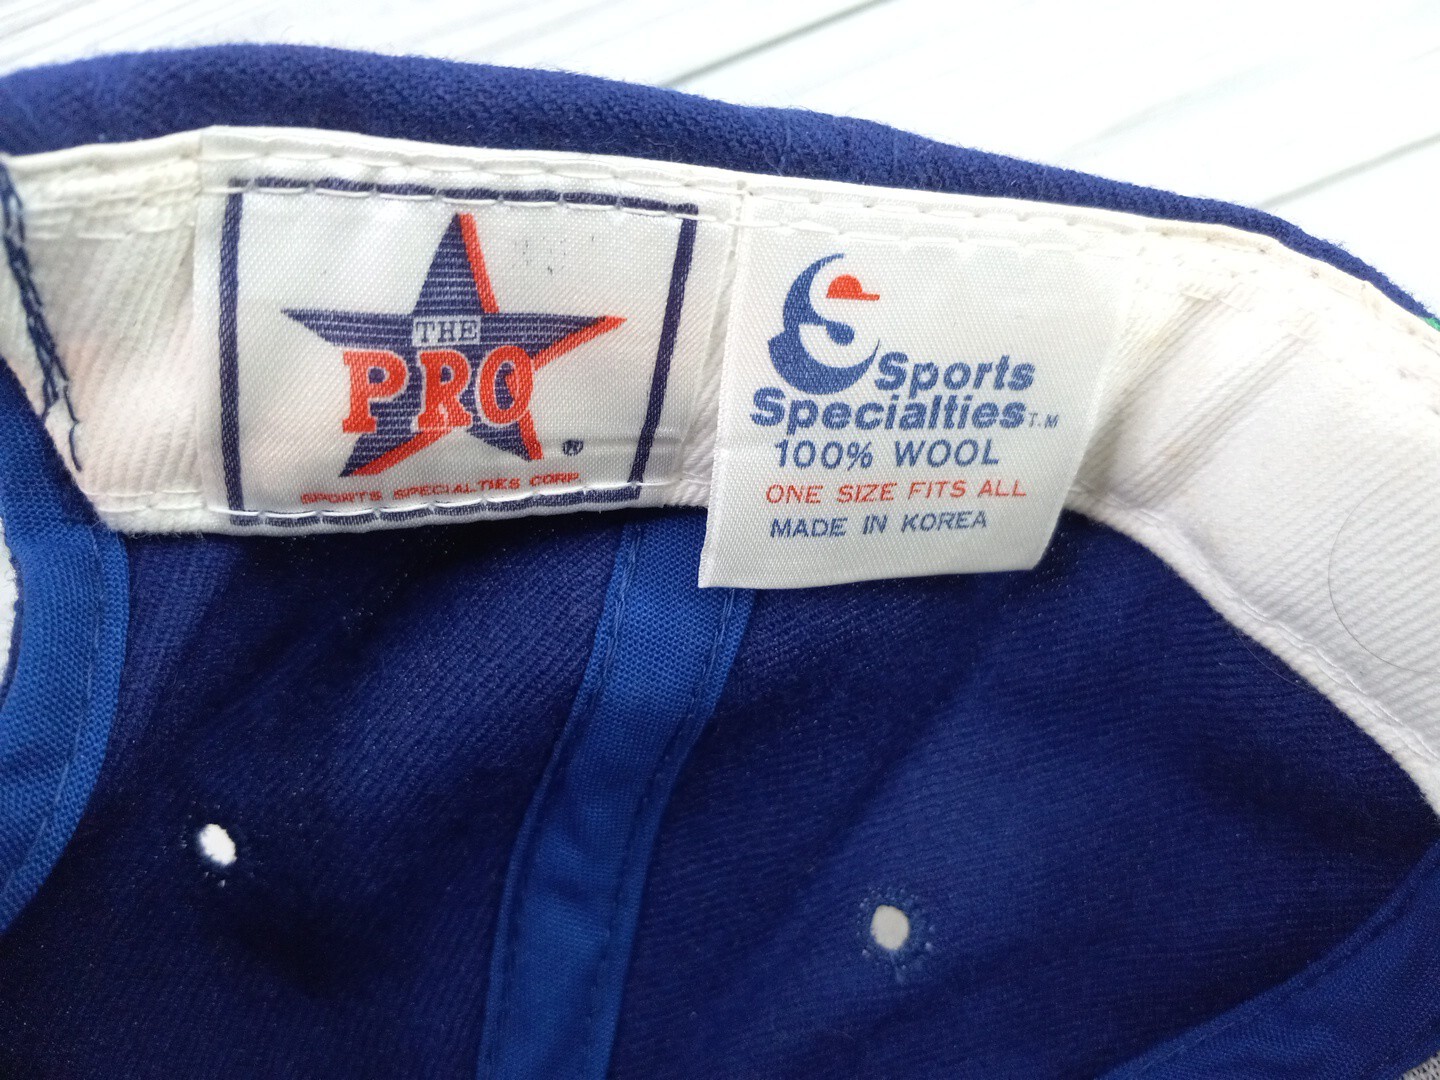 THE
PRO
®
SPORTS SPECIALTIES CORP.
Sports
Specialties T.M
100% WOOL
ONE SIZE FITS ALL
MADE IN KOREA